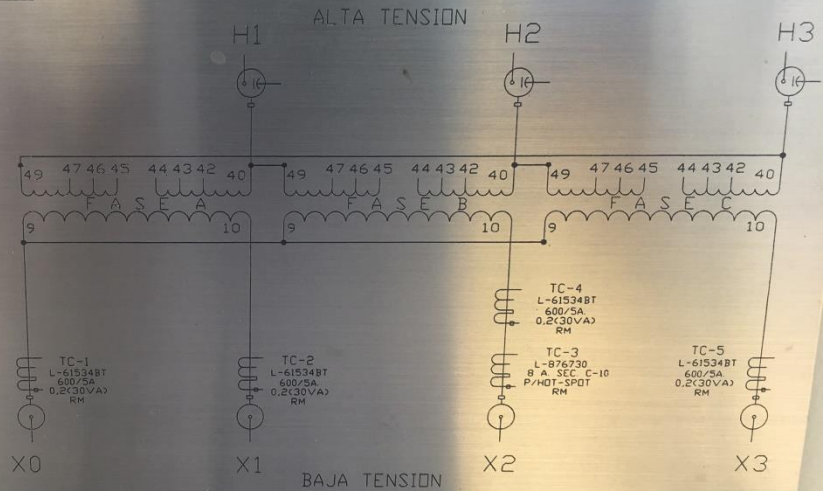 ALTA TENSION
H1 H2 H3
49 47 46 45 44 43 42 40 49 47 46 45 44 43 42 40 49 47 46 45 44 43 42 40
FASE A FASE B FASE C
9 10 9 10 9 10
TC-4
L-61534BT
600/5A.
0,2(30VA)
RM
TC-1
L-61534BT
600/5A
0,2(30VA)
RM
TC-2
L-61534BT
600/5A
0,2(30VA)
RM
TC-3
L-876730
8 A. SEC. C-10
P/HOT-SPOT
RM
TC-5
L-61534BT
600/5A.
0,2(30VA)
RM
X0 X1 X2 X3
BAJA TENSION